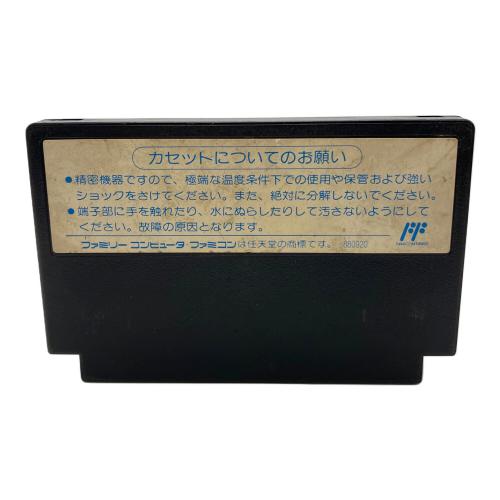 カセットについてのお願い
●精密機器ですので、極端な温度条件下での使用や保管および強い
ショックをさけてください。また、絶対に分解しないでください。
●端子部に手を触れたり、水にぬらしたりして汚さないようにして
ください。故障の原因となります。
ファミリーコンピュータ・ファミコンは任天堂の商標です。 880920